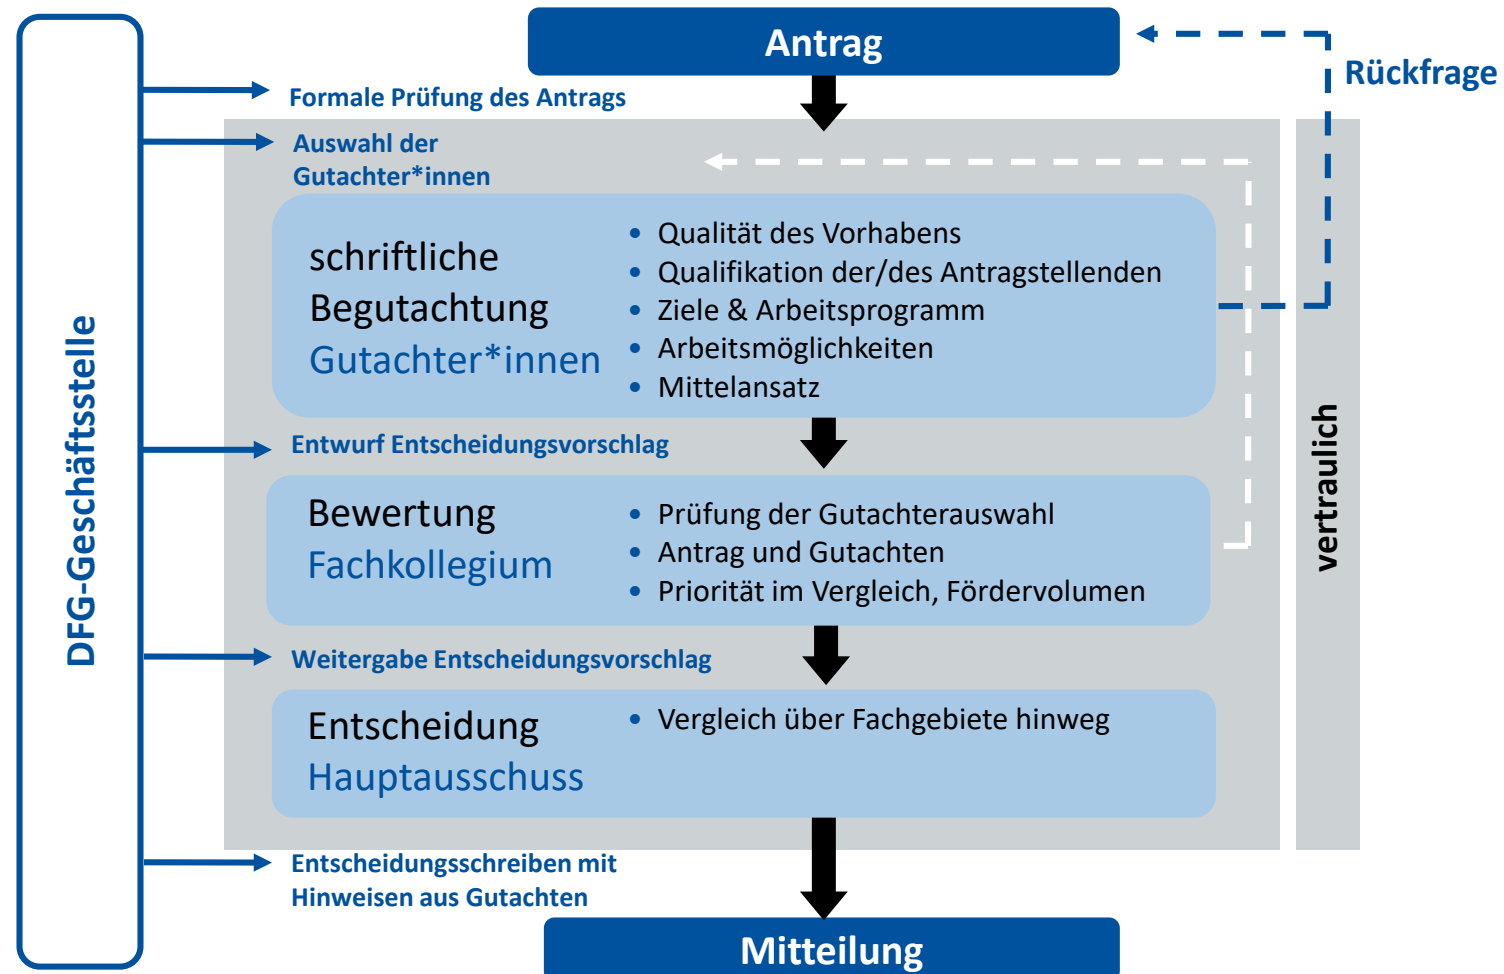 DFG-Geschäftsstelle
Antrag
Rückfrage
Formale Prüfung des Antrags
Auswahl der
Gutachter*innen
schriftliche
Begutachtung
Gutachter*innen
• Qualität des Vorhabens
• Qualifikation der/des Antragstellenden
• Ziele & Arbeitsprogramm
• Arbeitsmöglichkeiten
• Mittelansatz
vertraulich
Entwurf Entscheidungsvorschlag
Bewertung
Fachkollegium
• Prüfung der Gutachterauswahl
• Antrag und Gutachten
• Priorität im Vergleich, Fördervolumen
Weitergabe Entscheidungsvorschlag
Entscheidung
Hauptausschuss
• Vergleich über Fachgebiete hinweg
Entscheidungsschreiben mit
Hinweisen aus Gutachten
Mitteilung